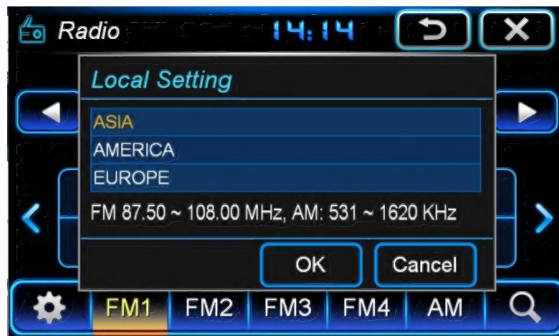 Radio 14:14
Local Setting
ASIA
AMERICA
EUROPE
FM 87.50 ~ 108.00 MHz, AM: 531 ~ 1620 KHz
OK Cancel
FM1 FM2 FM3 FM4 AM